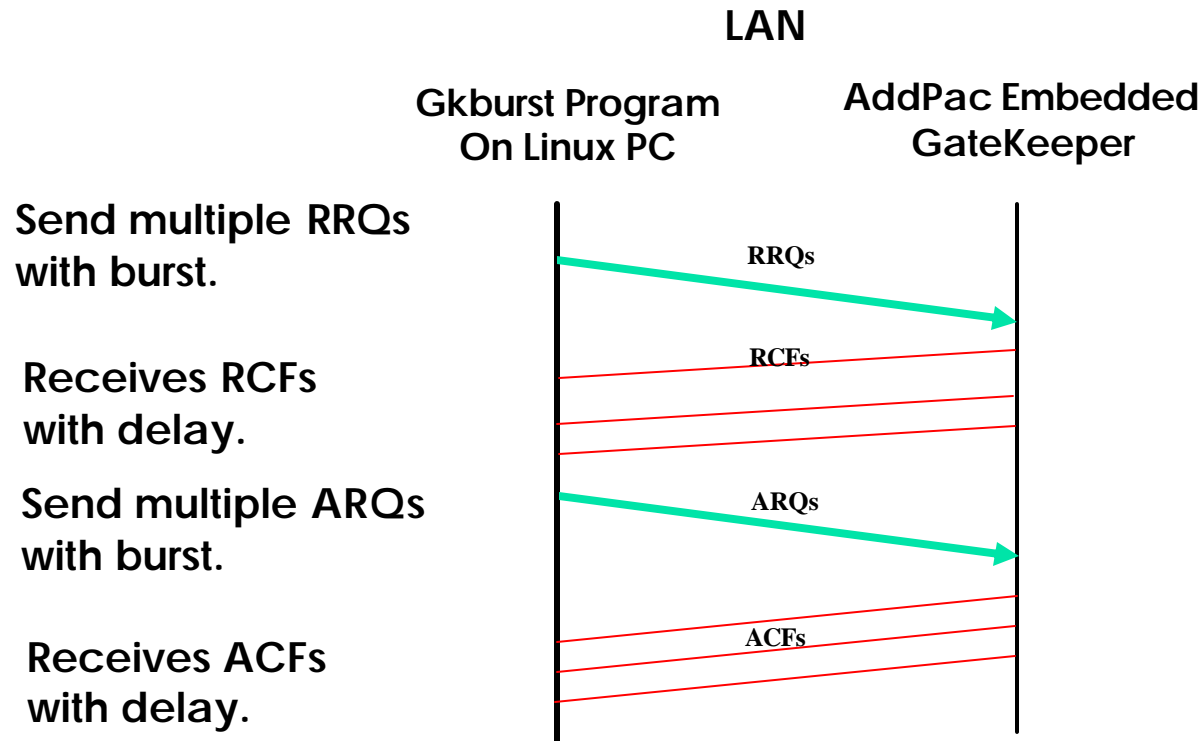 LAN
Gkburst Program
On Linux PC
AddPac Embedded
GateKeeper
Send multiple RRQs
with burst.
RRQs
Receives RCFs
with delay.
RCFs
Send multiple ARQs
with burst.
ARQs
Receives ACFs
with delay.
ACFs